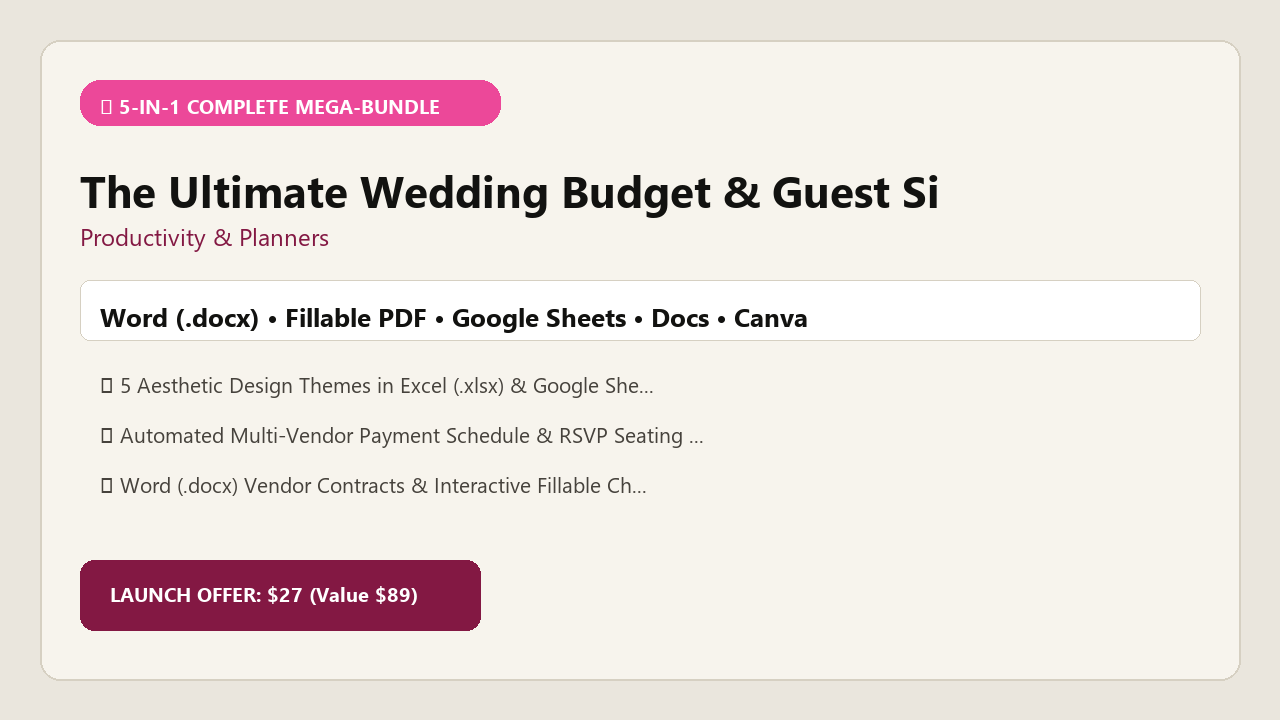 5-IN-1 COMPLETE MEGA-BUNDLE
The Ultimate Wedding Budget & Guest Si
Productivity & Planners
Word (.docx) • Fillable PDF • Google Sheets • Docs • Canva
5 Aesthetic Design Themes in Excel (.xlsx) & Google She...
Automated Multi-Vendor Payment Schedule & RSVP Seating ...
Word (.docx) Vendor Contracts & Interactive Fillable Ch...
LAUNCH OFFER: $27 (Value $89)